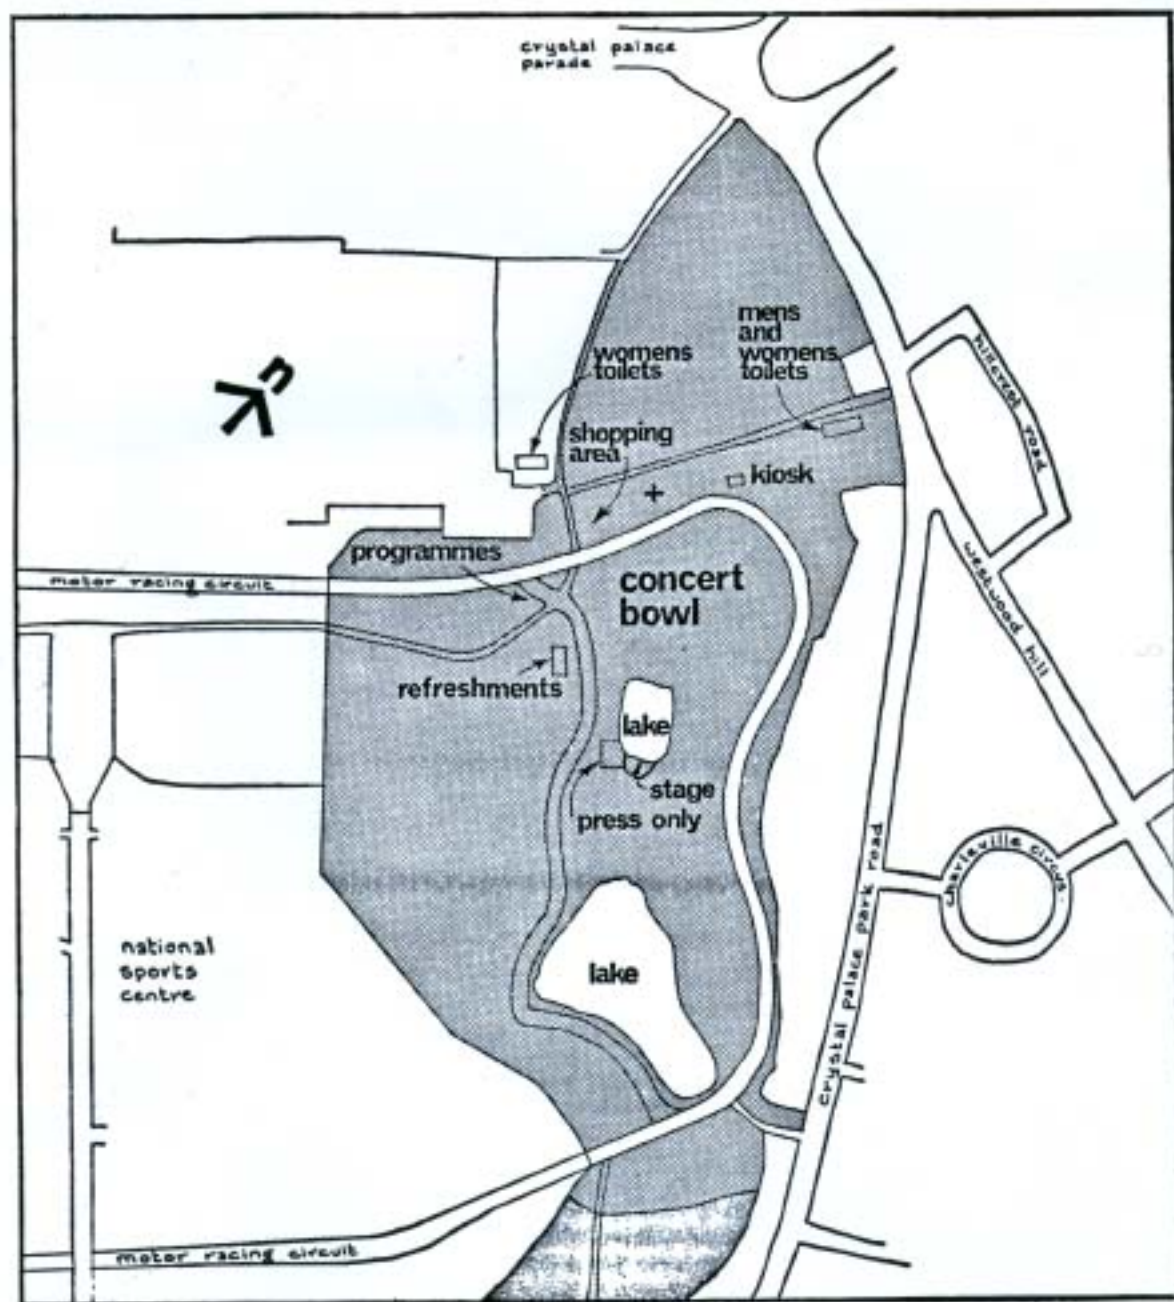 crystal palace
parade
n
womens
toilets
mens
and
womens
toilets
hillcrest road
shopping
area
+
kiosk
programmes
motor racing circuit
concert
bowl
westwood hill
refreshments
lake
stage
press only
charleville circus
crystal palace park road
national
sports
centre
lake
motor racing circuit